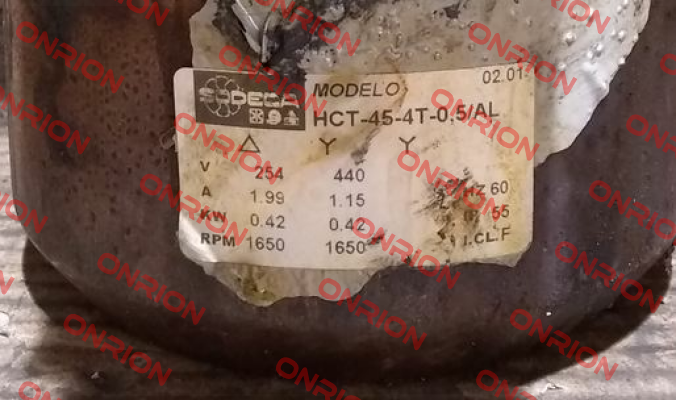 02.01
SODECA MODELO
HCT-45-4T-0,5/AL
△ Y Y
V 254 440
A 1.99 1.15 HZ 60
KW 0.42 0.42 IP 55
RPM 1650 1650 I.CL.F
ONRION